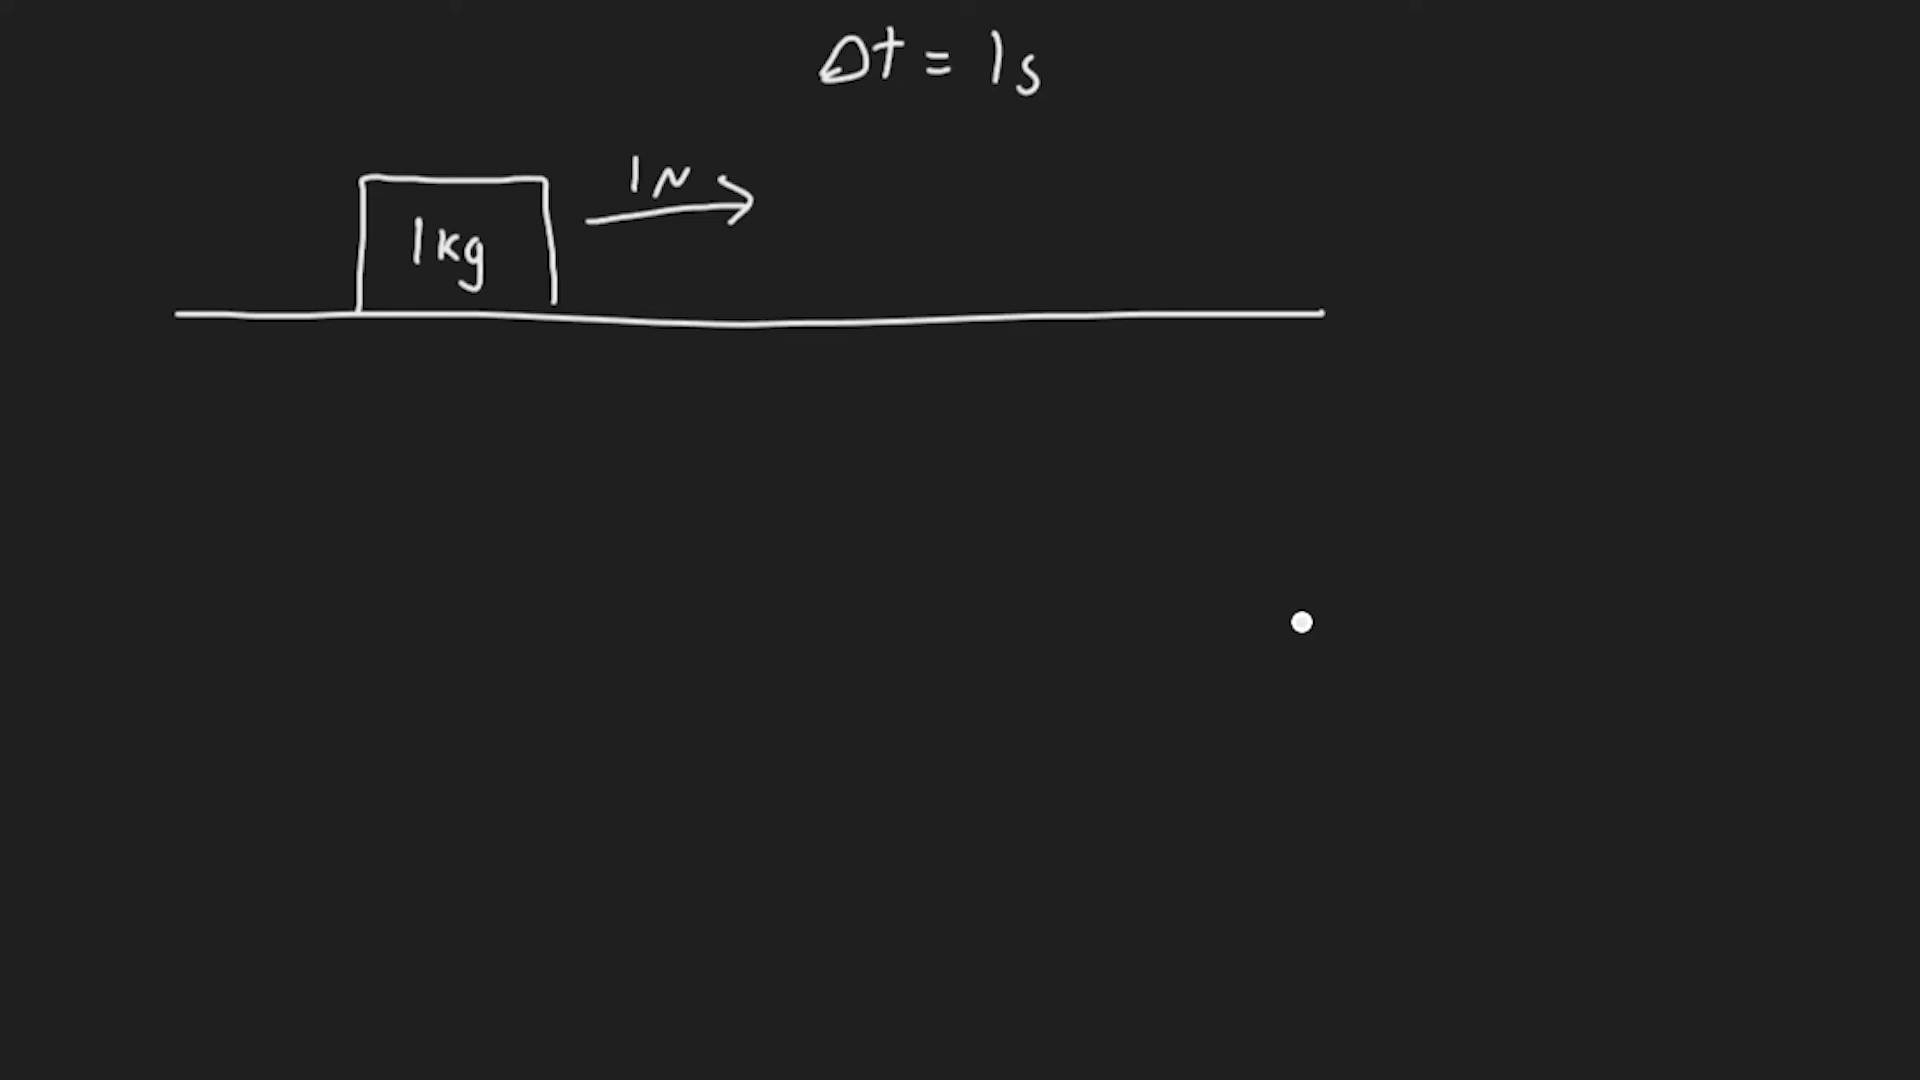 Δt = 1s
1N
1kg